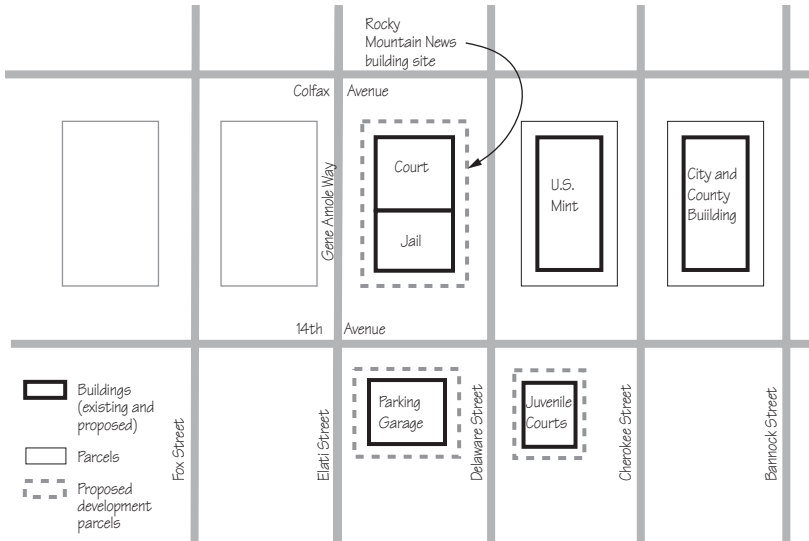 Rocky
Mountain News
building site
Colfax Avenue
Gene Amole Way
Court
Jail
U.S.
Mint
City and
County
Buiilding
14th Avenue
Buildings
(existing and
proposed)
Parcels
Proposed
development
parcels
Fox Street
Elati Street
Parking
Garage
Delaware Street
Juvenile
Courts
Cherokee Street
Bannock Street